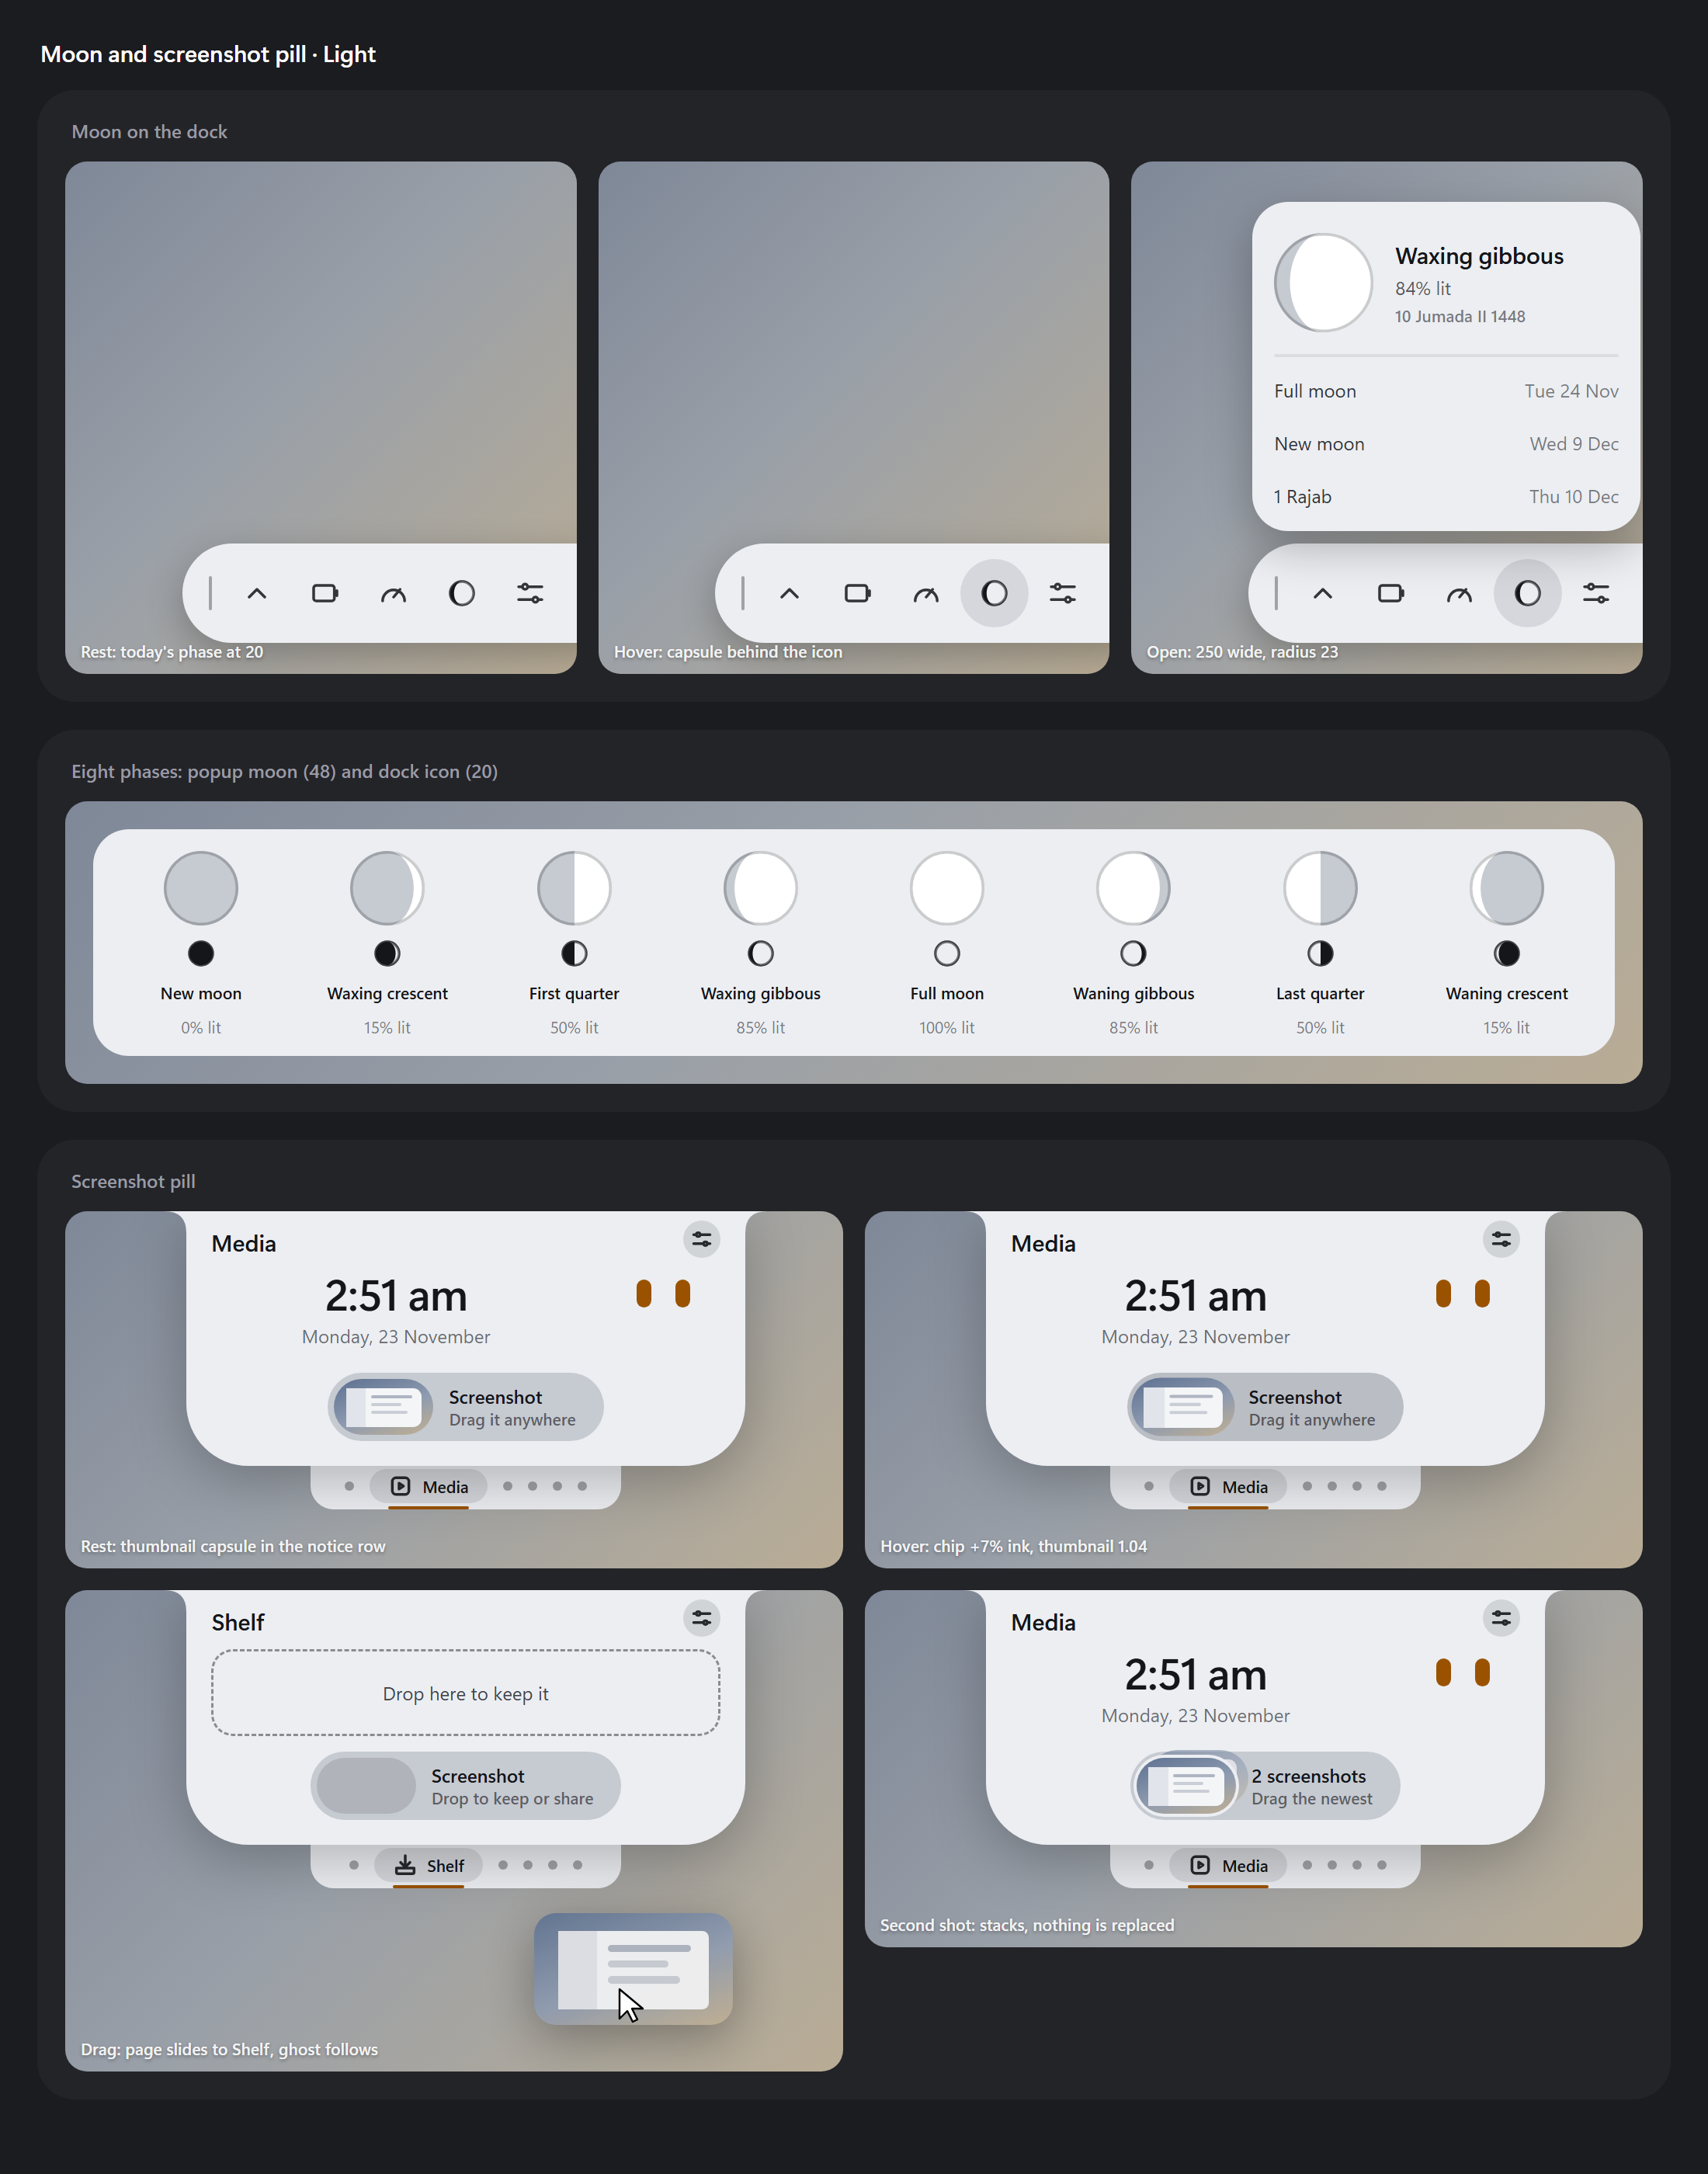 Moon and screenshot pill · Light
Moon on the dock
Rest: today's phase at 20
Hover: capsule behind the icon
Waxing gibbous
84% lit
10 Jumada II 1448
Full moon Tue 24 Nov
New moon Wed 9 Dec
1 Rajab Thu 10 Dec
Open: 250 wide, radius 23
Eight phases: popup moon (48) and dock icon (20)
New moon Waxing crescent First quarter Waxing gibbous Full moon Waning gibbous Last quarter Waning crescent
0% lit 15% lit 50% lit 85% lit 100% lit 85% lit 50% lit 15% lit
Screenshot pill
Media
2:51 am
Monday, 23 November
Screenshot
Drag it anywhere
Media
Rest: thumbnail capsule in the notice row
Media
2:51 am
Monday, 23 November
Screenshot
Drag it anywhere
Media
Hover: chip +7% ink, thumbnail 1.04
Shelf
Drop here to keep it
Screenshot
Drop to keep or share
Shelf
Drag: page slides to Shelf, ghost follows
Media
2:51 am
Monday, 23 November
2 screenshots
Drag the newest
Media
Second shot: stacks, nothing is replaced